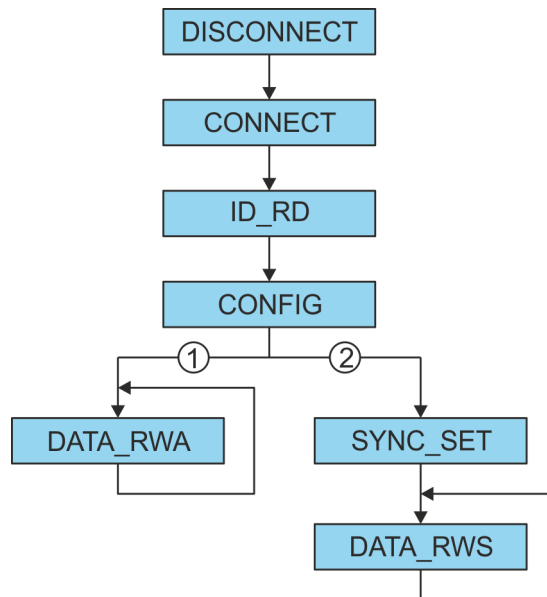 DISCONNECT
CONNECT
ID_RD
CONFIG
1
2
DATA_RWA
SYNC_SET
DATA_RWS